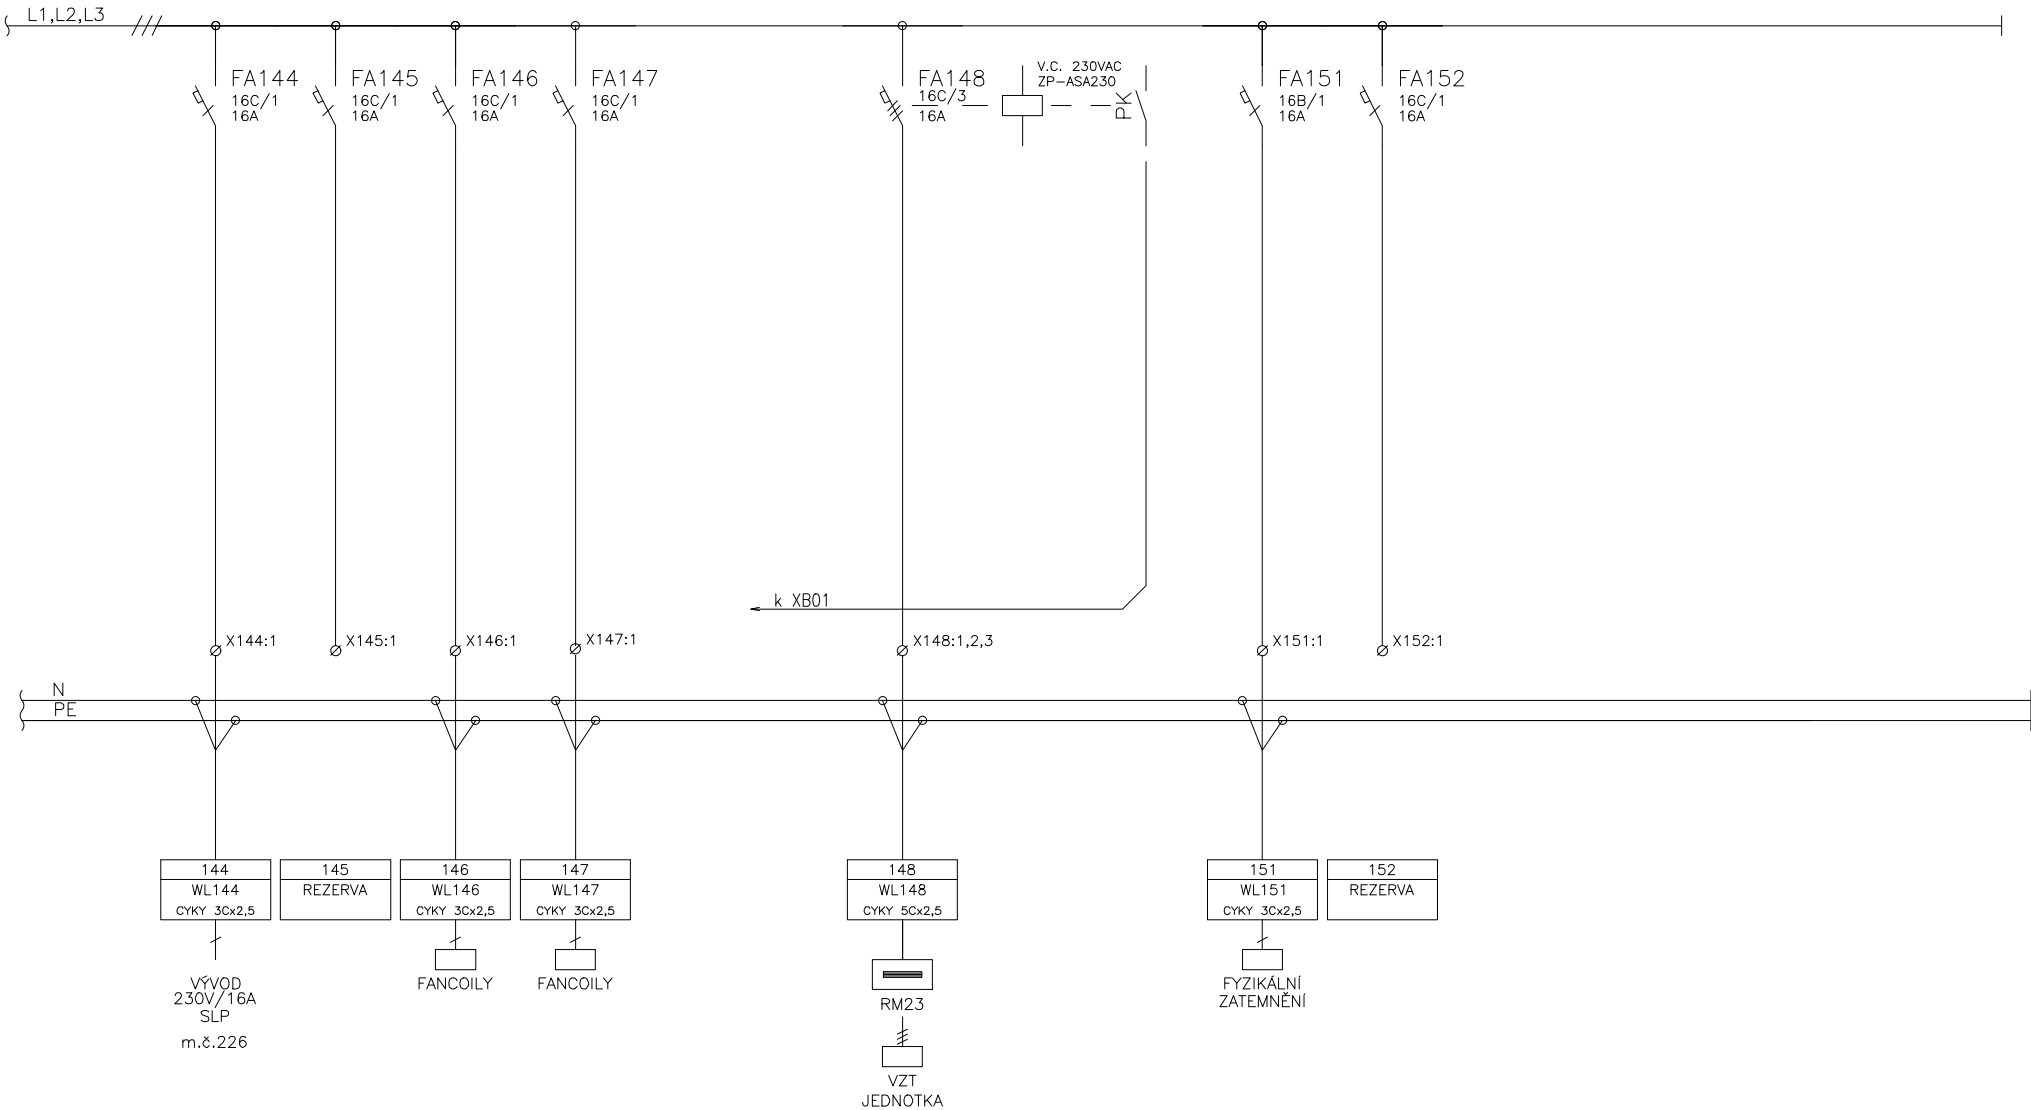 L1,L2,L3
FA144
16C/1
16A
FA145
16C/1
16A
FA146
16C/1
16A
FA147
16C/1
16A
FA148
16C/3
16A
V.C. 230VAC
ZP-ASA230
PK
FA151
16B/1
16A
FA152
16C/1
16A
k XB01
X144:1
X145:1
X146:1
X147:1
X148:1,2,3
X151:1
X152:1
N
PE
144
WL144
CYKY 3Cx2,5
145
REZERVA
146
WL146
CYKY 3Cx2,5
147
WL147
CYKY 3Cx2,5
148
WL148
CYKY 5Cx2,5
151
WL151
CYKY 3Cx2,5
152
REZERVA
VÝVOD
230V/16A
SLP
m.č.226
FANCOILY
FANCOILY
RM23
VZT
JEDNOTKA
FYZIKÁLNÍ
ZATEMNĚNÍ